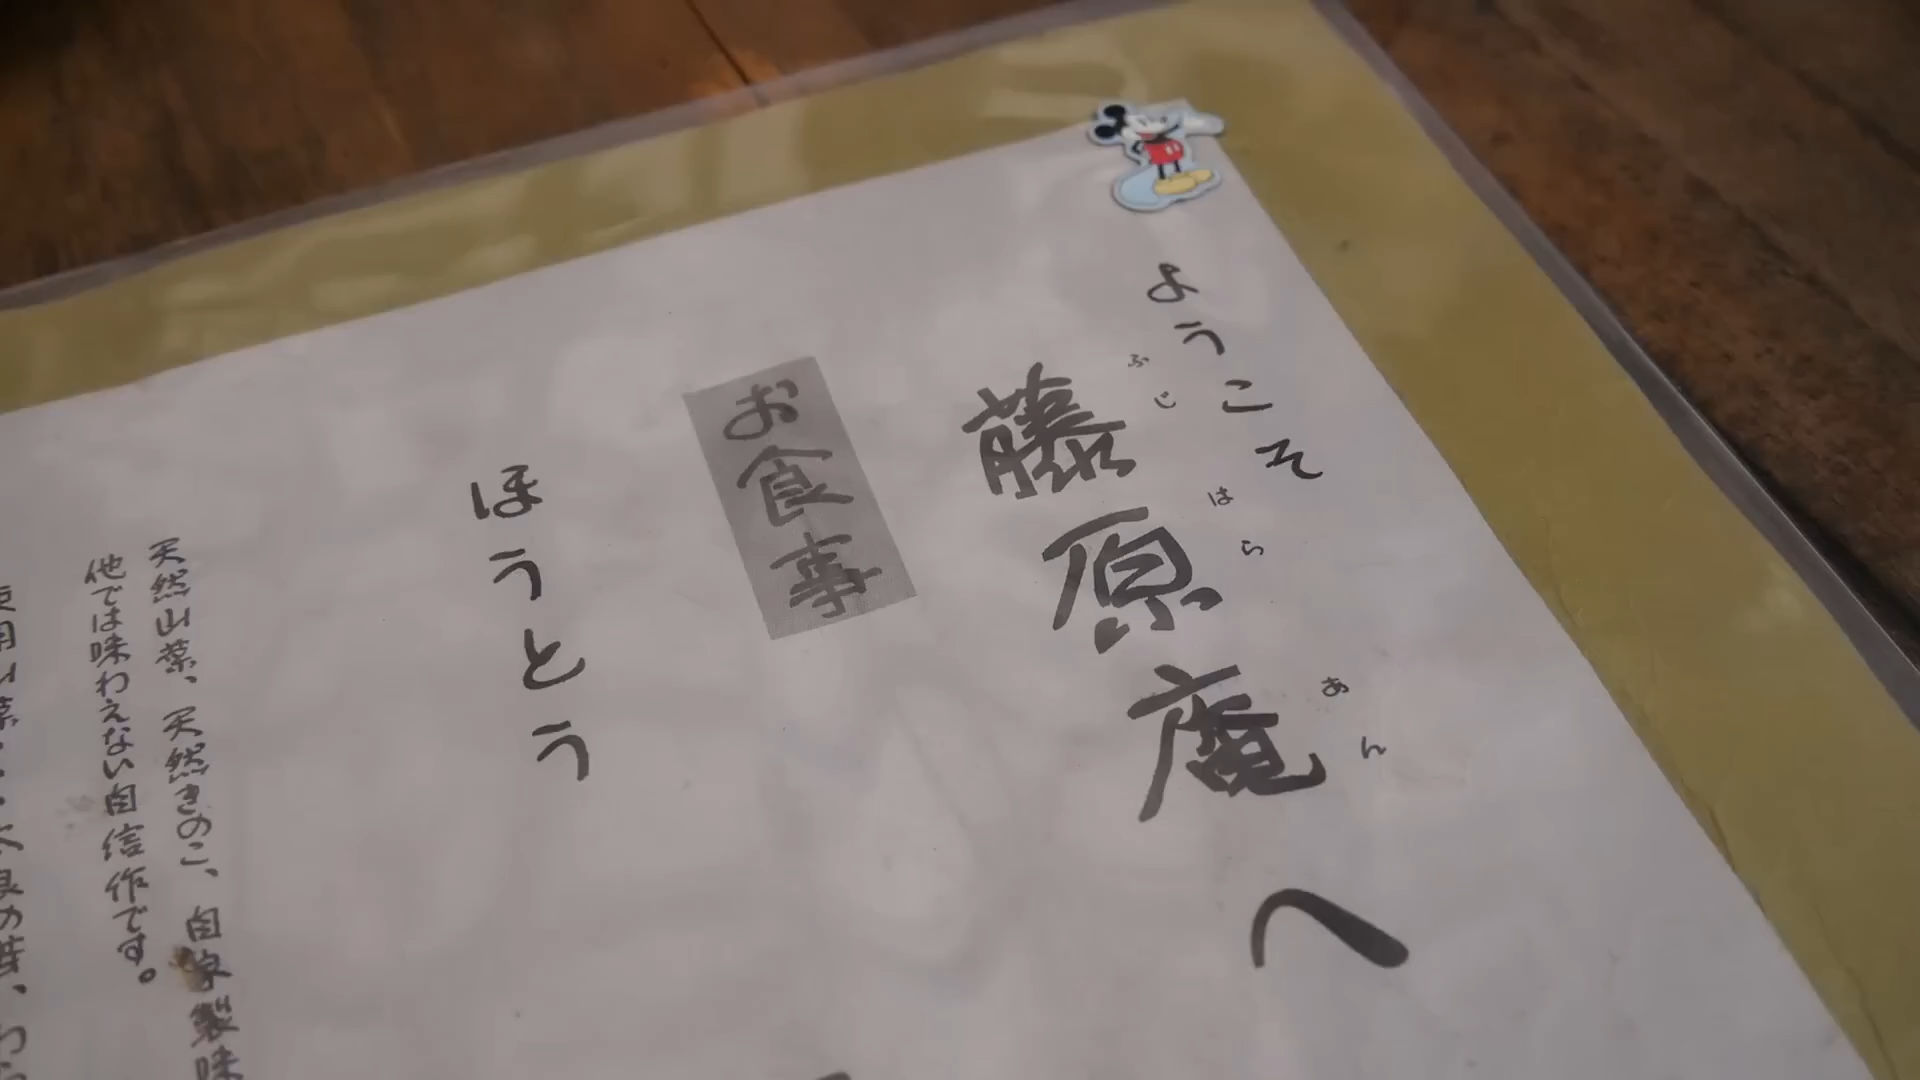 ようこそ
ふじはらあん
藤原庵へ
お食事
ほうとう
天然山菜、天然きのこ、自家製味
他では味わえない自信作です。